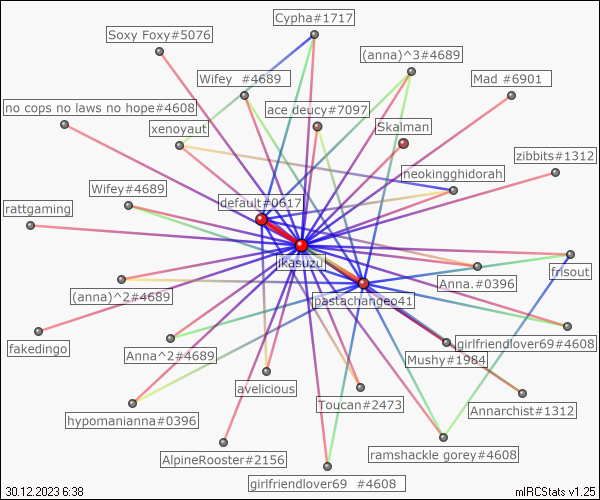 Cypha#1717
Soxy Foxy#5076
(anna)^3#4689
Wifey  #4689
Mad #6901
no cops no laws no hope#4608
ace deucy#7097
xenoyaut
Skalman
zibbits#1312
neokingghidorah
Wifey#4689
default#0617
rattgaming
ikasuzu
Anna.#0396
frisout
(anna)^2#4689
pastachangeo41
fakedingo
Anna^2#4689
girlfriendlover69#4608
Mushy#1984
avelicious
Toucan#2473
Annarchist#1312
hypomanianna#0396
AlpineRooster#2156
ramshackle gorey#4608
girlfriendlover69  #4608
30.12.2023 6:38
mIRCStats v1.25